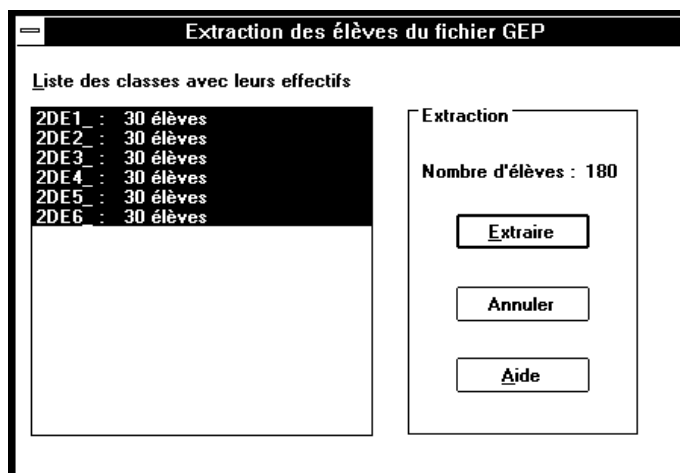 Extraction des élèves du fichier GEP
Liste des classes avec leurs effectifs
2DE1_ : 30 élèves
2DE2_ : 30 élèves
2DE3_ : 30 élèves
2DE4_ : 30 élèves
2DE5_ : 30 élèves
2DE6_ : 30 élèves
Extraction
Nombre d'élèves : 180
Extraire
Annuler
Aide